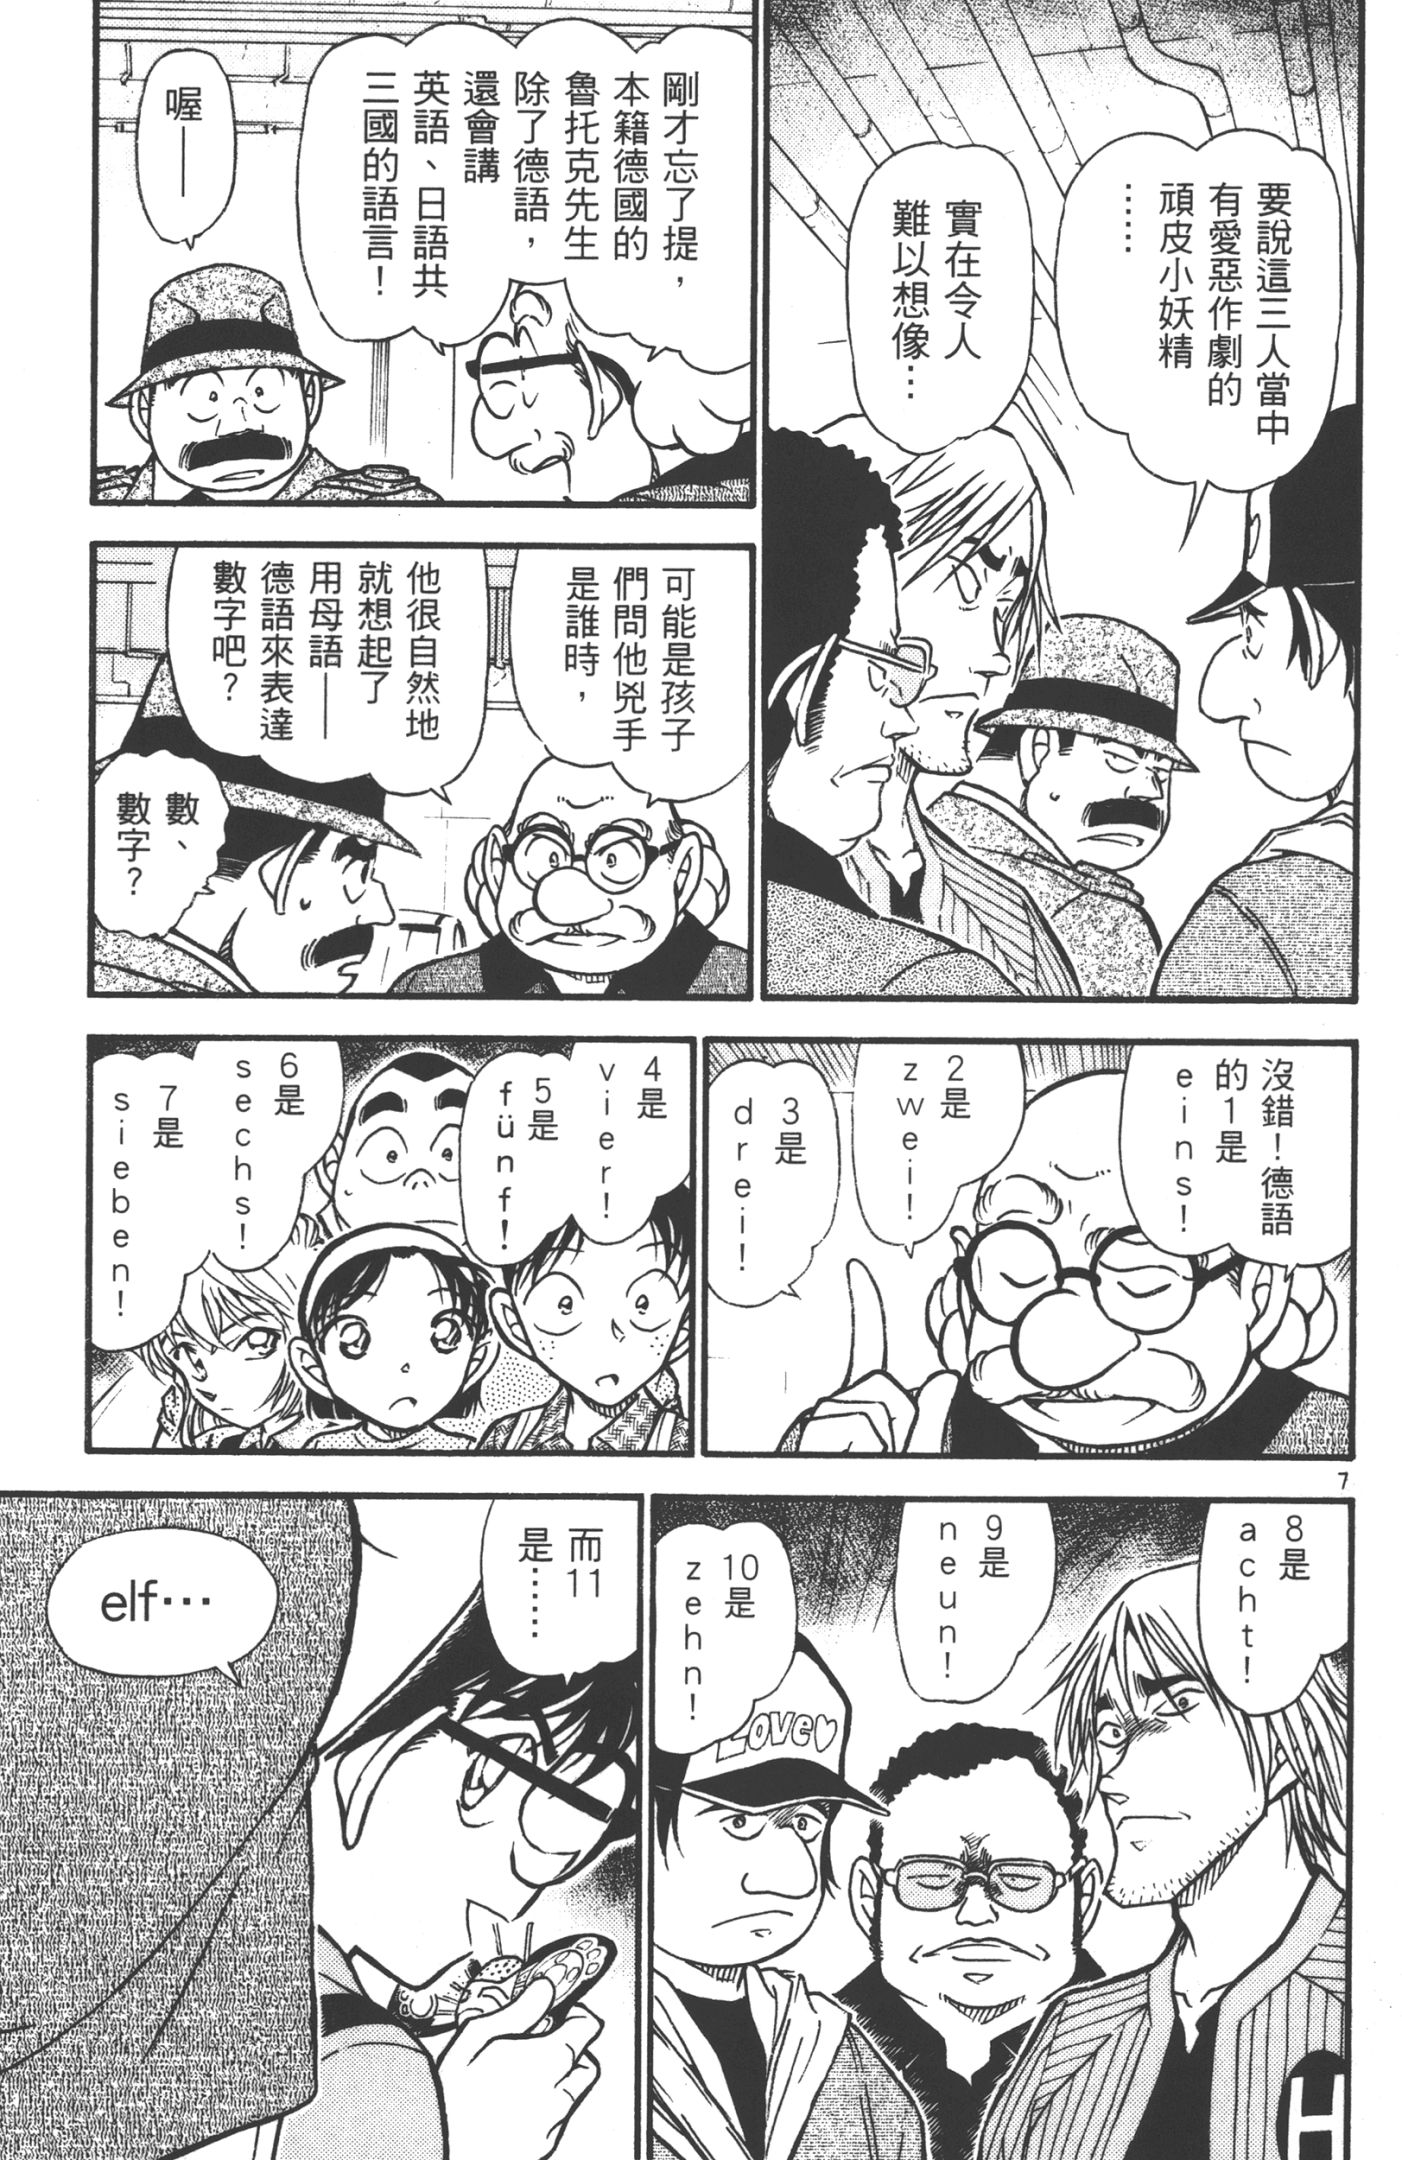 要說這三人當中
有愛惡作劇的
頑皮小妖精
⋯⋯
實在令人
難以想像⋯
剛才忘了提，
本籍德國的
魯托克先生
除了德語，
還會講
英語、日語共
三國的語言！
喔——
可能是孩子
們問他兇手
是誰時，
他很自然地
就想起了
用母語——
德語來表達
數字吧？
數、
數字？
沒錯！德語
的1是
eins！
2是
zwei！
3是
drei！
4是
vier！
5是
fünf！
6是
sechs！
7是
sieben！
7
8是
acht！
9是
neun！
10是
zehn！
Love♥
H
而11
是⋯⋯
elf⋯